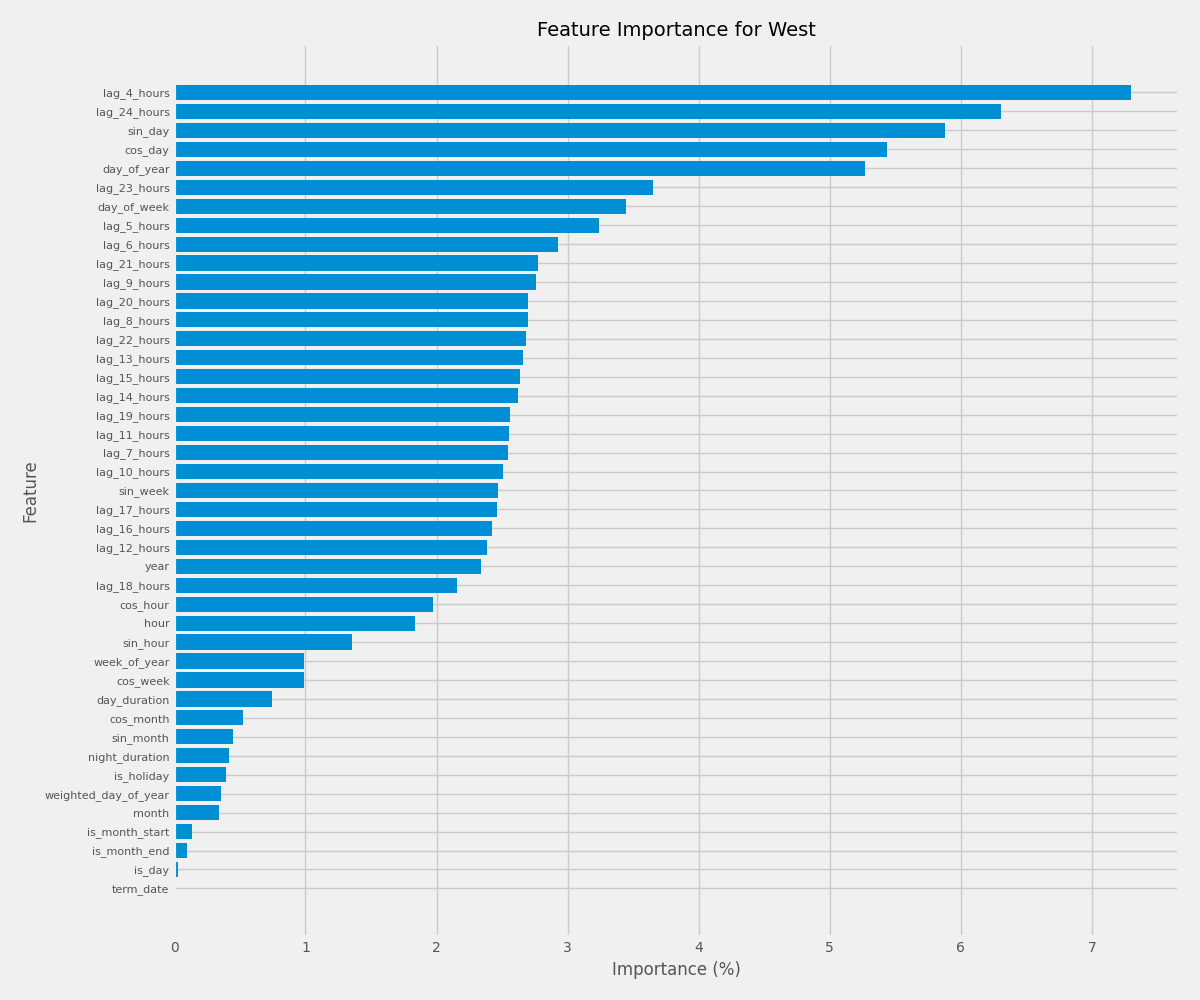 Feature Importance for West
lag_4_hours
lag_24_hours
sin_day
cos_day
day_of_year
lag_23_hours
day_of_week
lag_5_hours
lag_6_hours
lag_21_hours
lag_9_hours
lag_20_hours
lag_8_hours
lag_22_hours
lag_13_hours
lag_15_hours
lag_14_hours
lag_19_hours
lag_11_hours
lag_7_hours
lag_10_hours
sin_week
lag_17_hours
lag_16_hours
lag_12_hours
year
lag_18_hours
cos_hour
hour
sin_hour
week_of_year
cos_week
day_duration
cos_month
sin_month
night_duration
is_holiday
weighted_day_of_year
month
is_month_start
is_month_end
is_day
term_date
Feature
0 1 2 3 4 5 6 7
Importance (%)